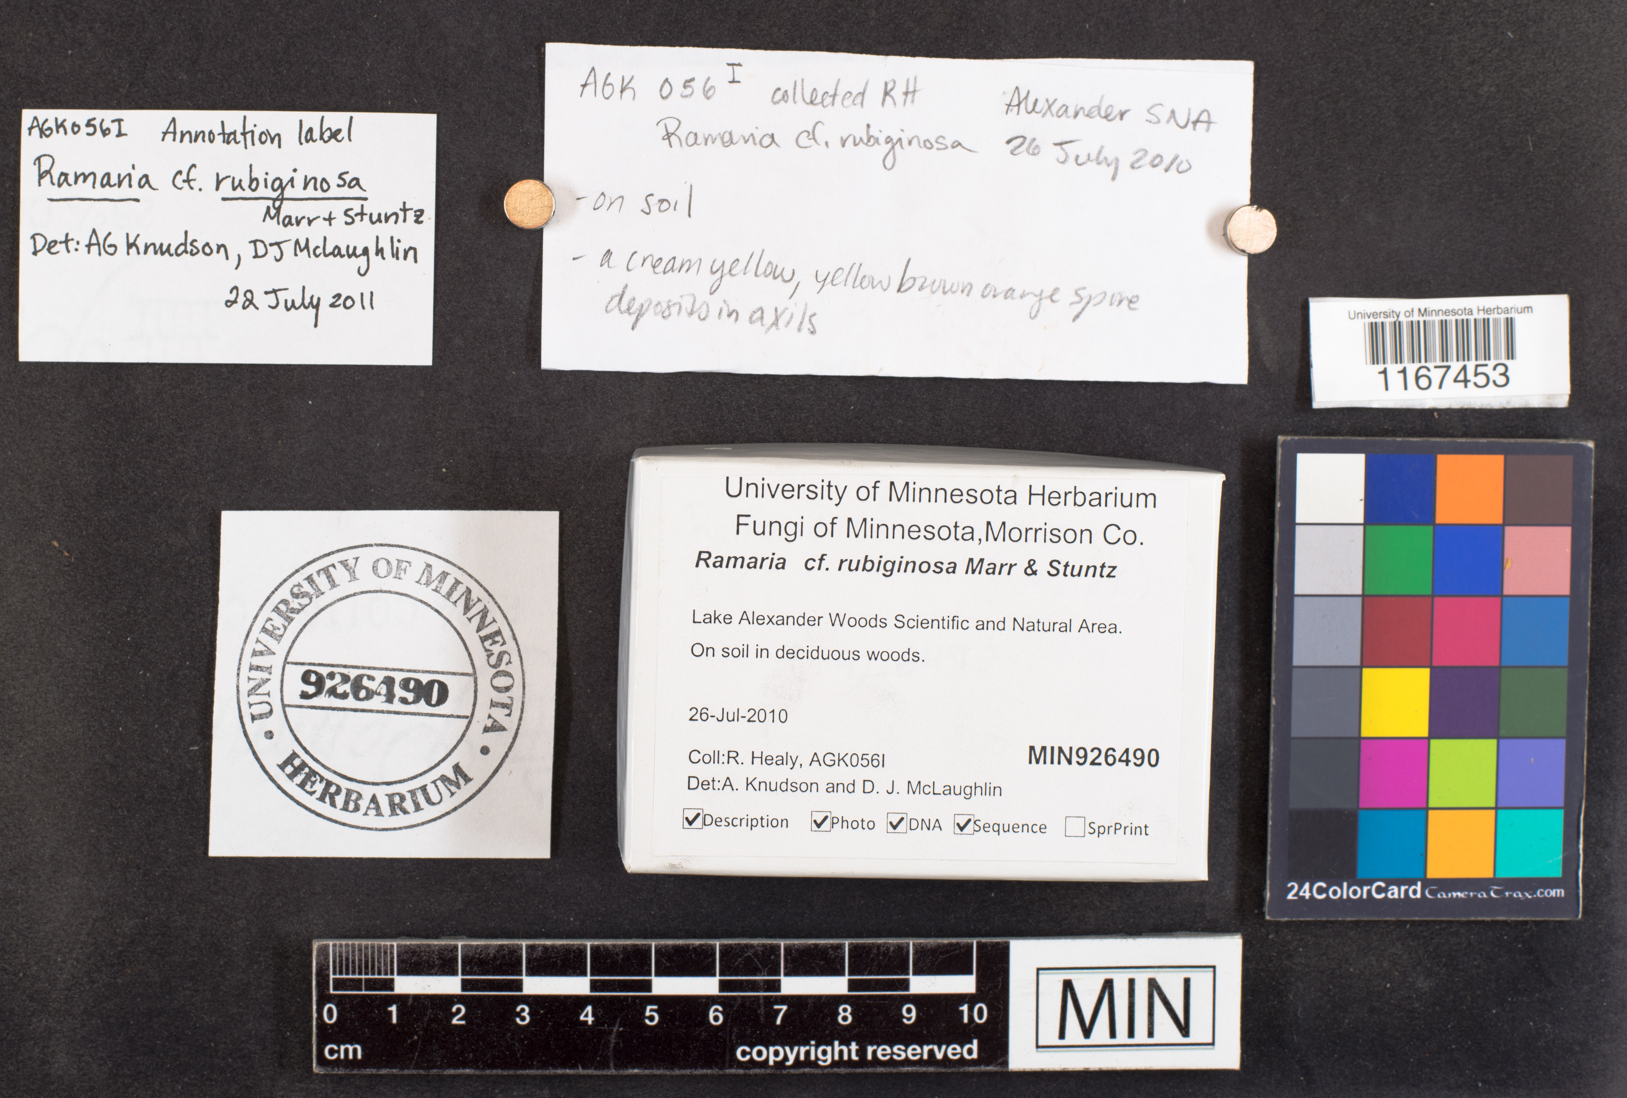 AGK056I Annotation label
Ramaria cf. rubiginosa
Marr + Stuntz
Det: AG Knudson, DJ McLaughlin
22 July 2011
AGK 056 I collected RH
Ramaria cf. rubiginosa
Alexander SNA
26 July 2010
- on soil
- a cream yellow, yellow brown orange spore
deposits in axils
University of Minnesota Herbarium
1167453
UNIVERSITY OF MINNESOTA
926490
HERBARIUM
University of Minnesota Herbarium
Fungi of Minnesota,Morrison Co.
Ramaria cf. rubiginosa Marr & Stuntz
Lake Alexander Woods Scientific and Natural Area.
On soil in deciduous woods.
26-Jul-2010
Coll:R. Healy, AGK056I
MIN926490
Det:A. Knudson and D. J. McLaughlin
Description Photo DNA Sequence SprPrint
24ColorCard CameraTrax.com
0 1 2 3 4 5 6 7 8 9 10
cm copyright reserved
MIN